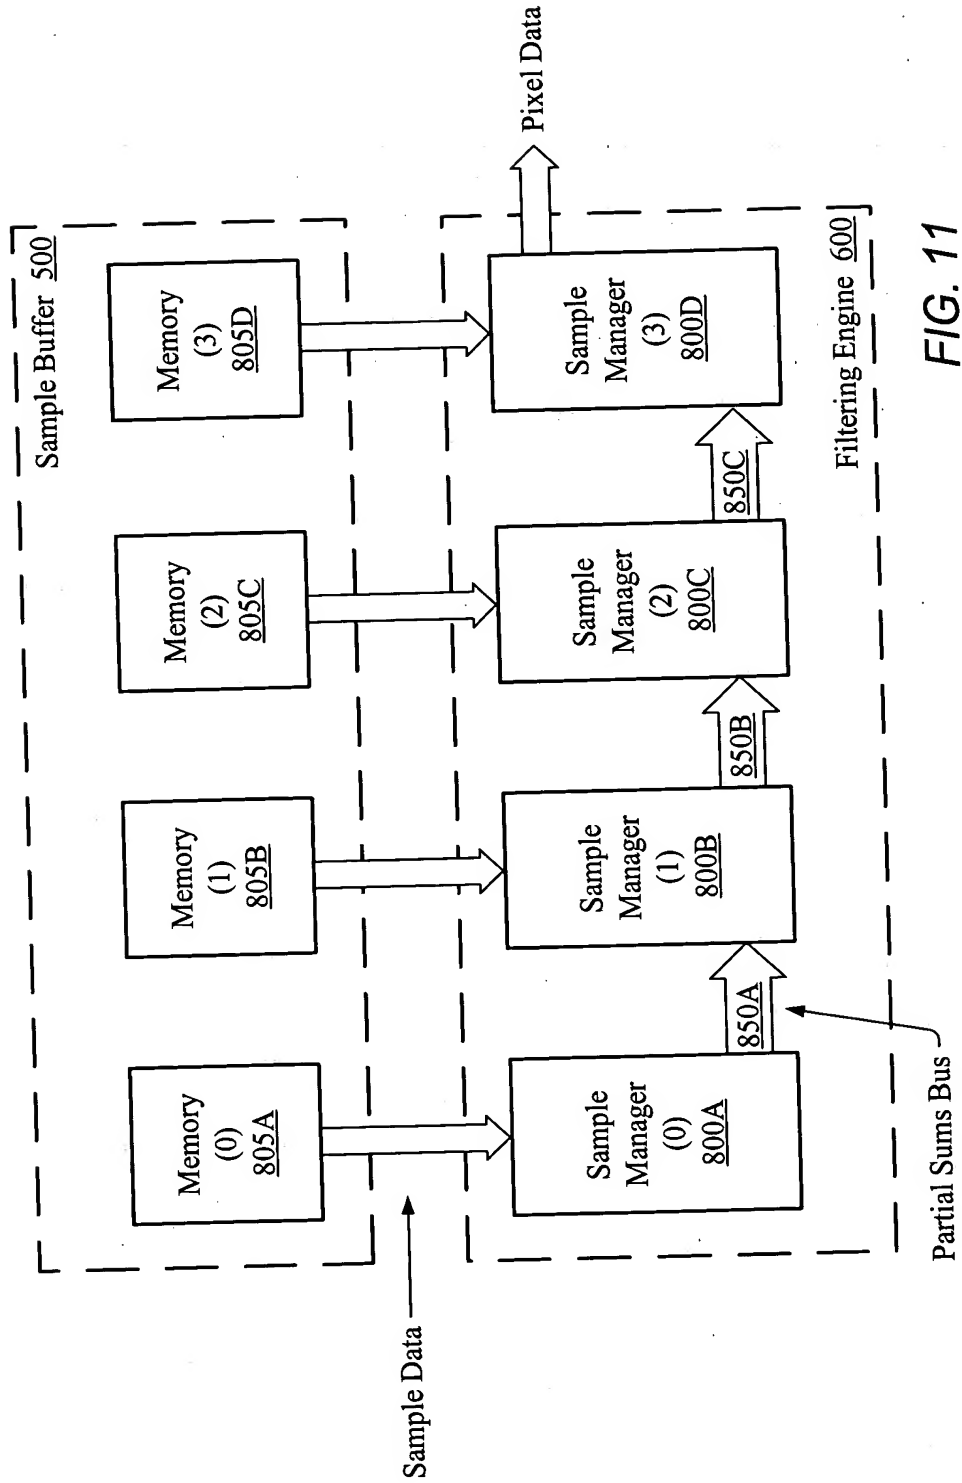 Sample Buffer 500
Memory
(0)
805A
Memory
(1)
805B
Memory
(2)
805C
Memory
(3)
805D
Sample Data
Pixel Data
Sample
Manager
(0)
800A
850A
Sample
Manager
(1)
800B
850B
Sample
Manager
(2)
800C
850C
Sample
Manager
(3)
800D
Partial Sums Bus
Filtering Engine 600
FIG. 11